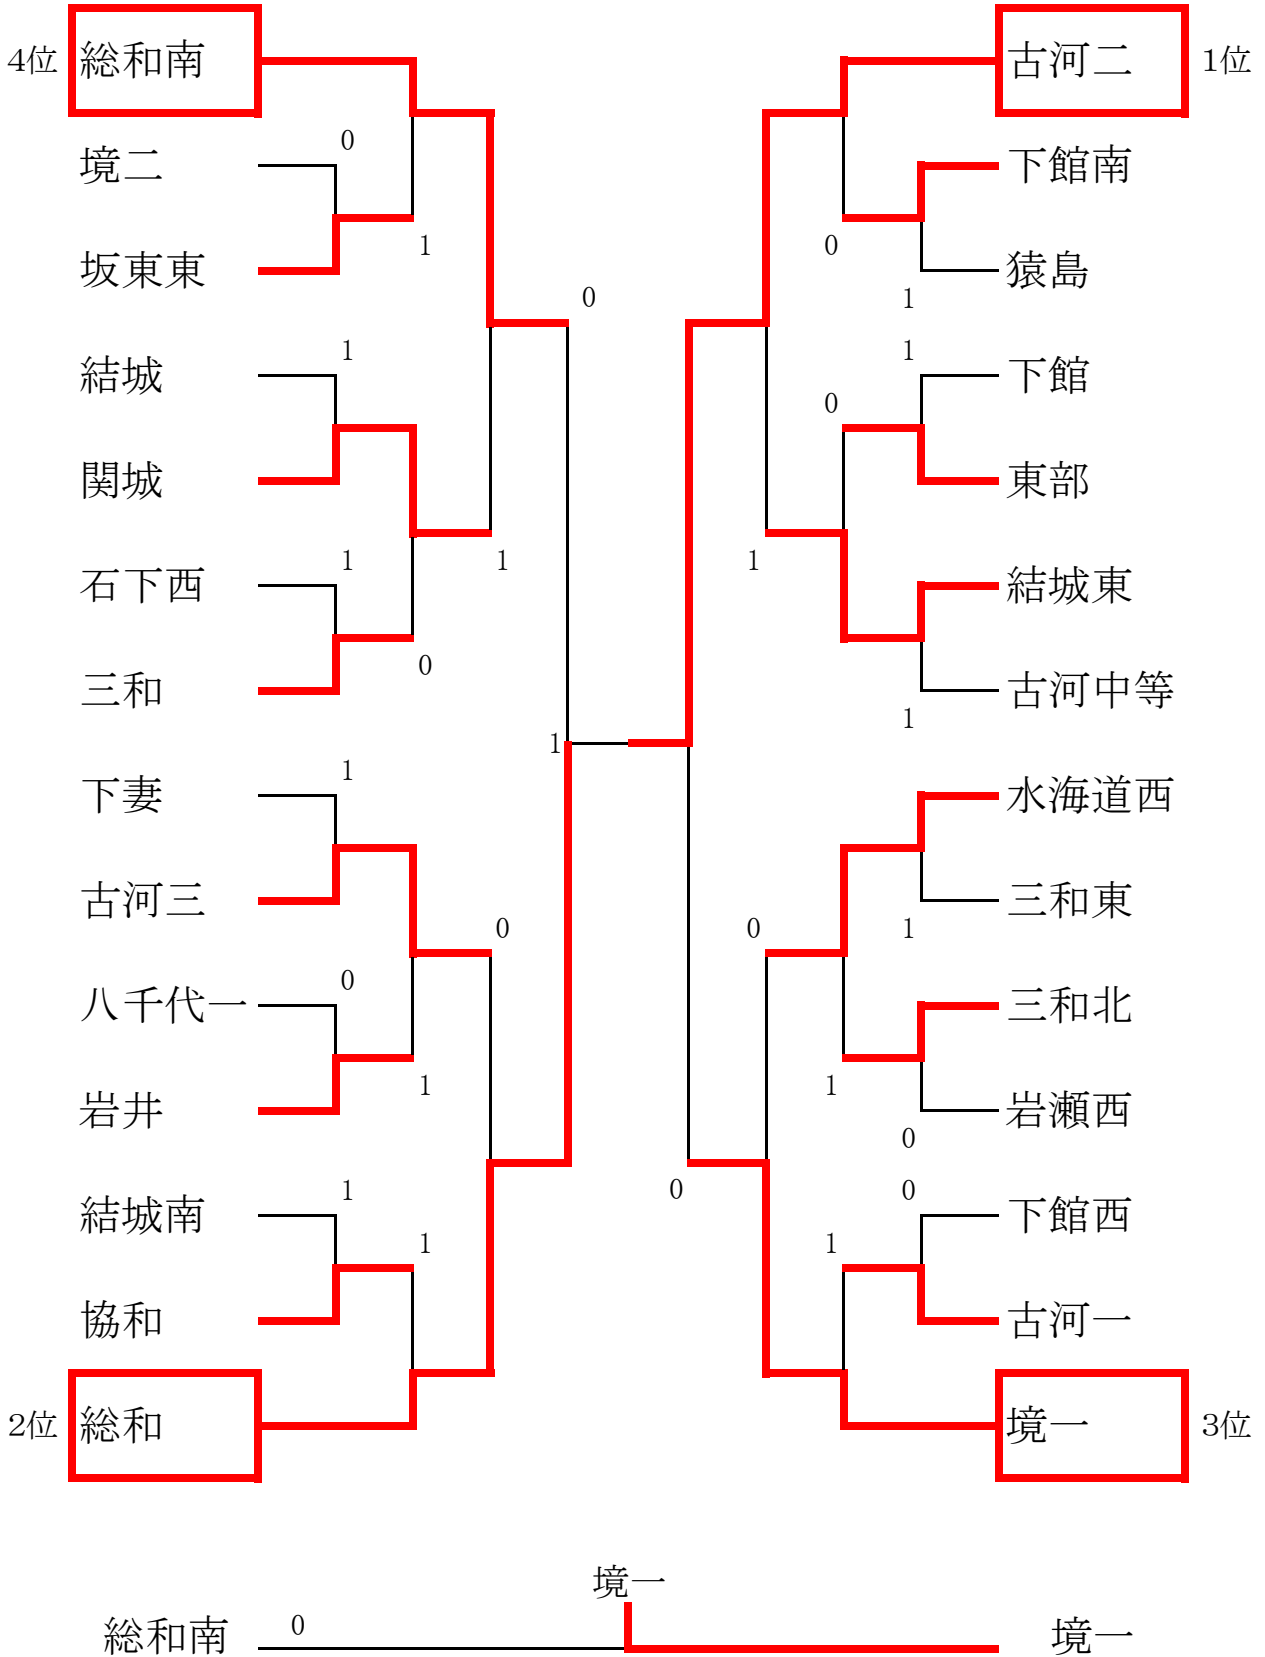 4位 総和南
0
境二
1
坂東東
0
1
結城
関城
1
1
石下西
0
三和
1
1
下妻
古河三
0
0
八千代一
1
岩井
1
結城南
1
協和
2位 総和
古河二 1位
下館南
0
猿島
1
1
下館
0
東部
1
結城東
古河中等
1
水海道西
三和東
0
1
三和北
1
岩瀬西
0
0
0
下館西
1
古河一
境一 3位
境一
総和南 0 境一